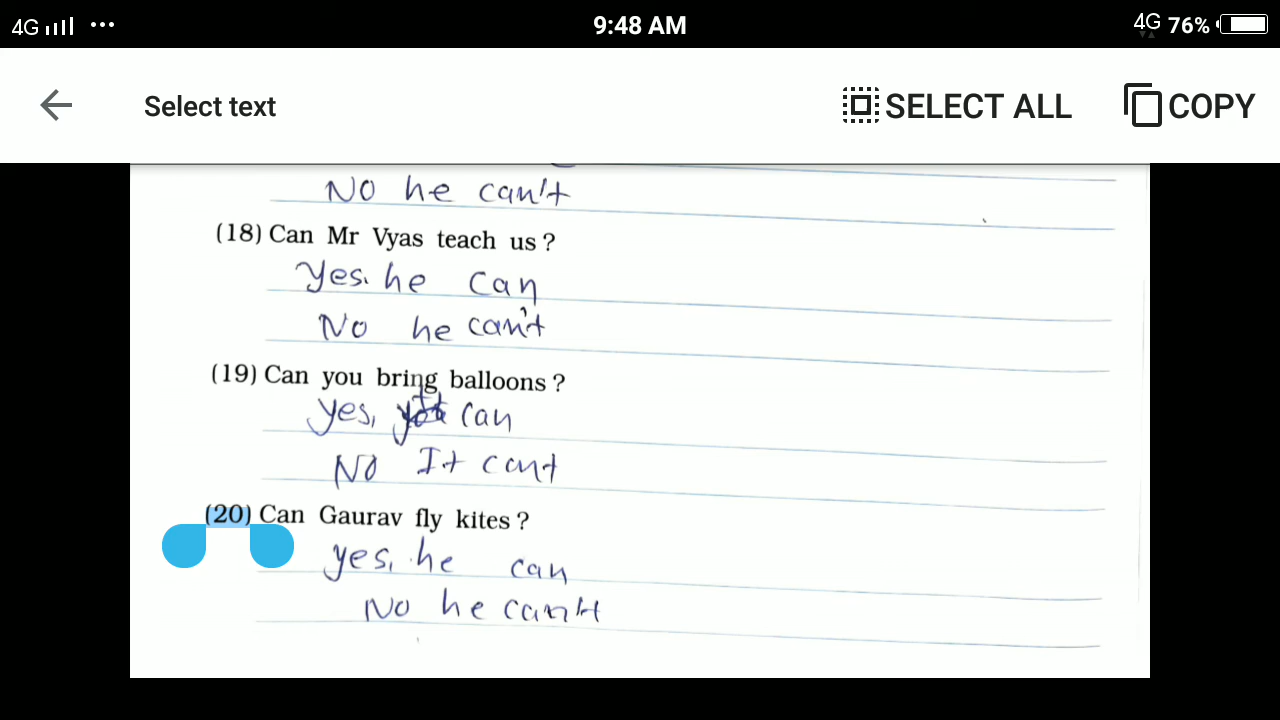 4G 9:48 AM 4G 76%
Select text SELECT ALL COPY
No he can't
(18) Can Mr Vyas teach us ?
Yes. he can
No he can't
(19) Can you bring balloons ?
yes, can
No It cant
(20) Can Gaurav fly kites ?
yes, he can
No he can't